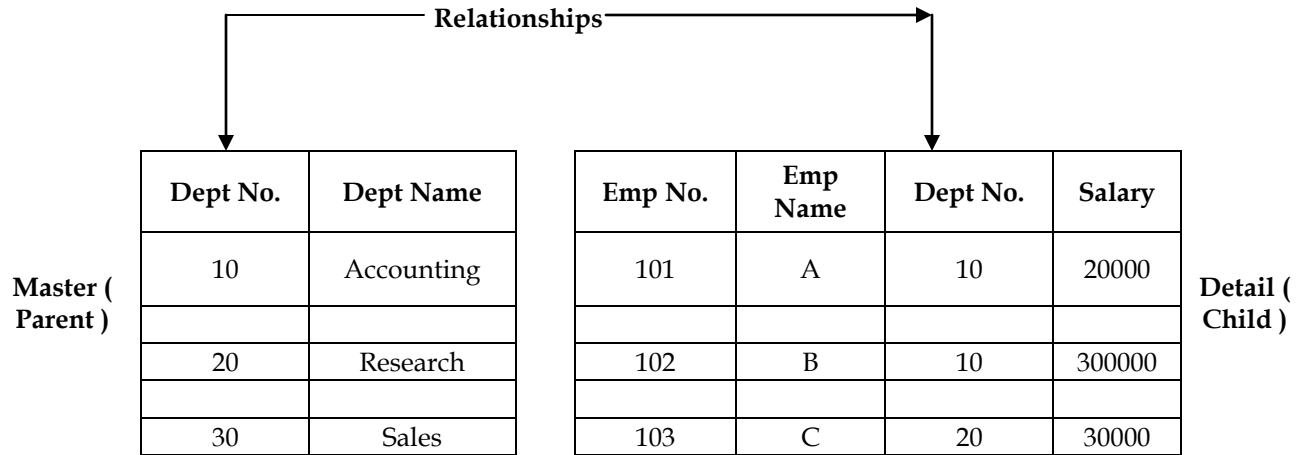 Relationships
Dept No. Dept Name Emp No. Emp Name Dept No. Salary
Master ( Parent )
10 Accounting 101 A 10 20000
Detail ( Child )
20 Research 102 B 10 300000
30 Sales 103 C 20 30000